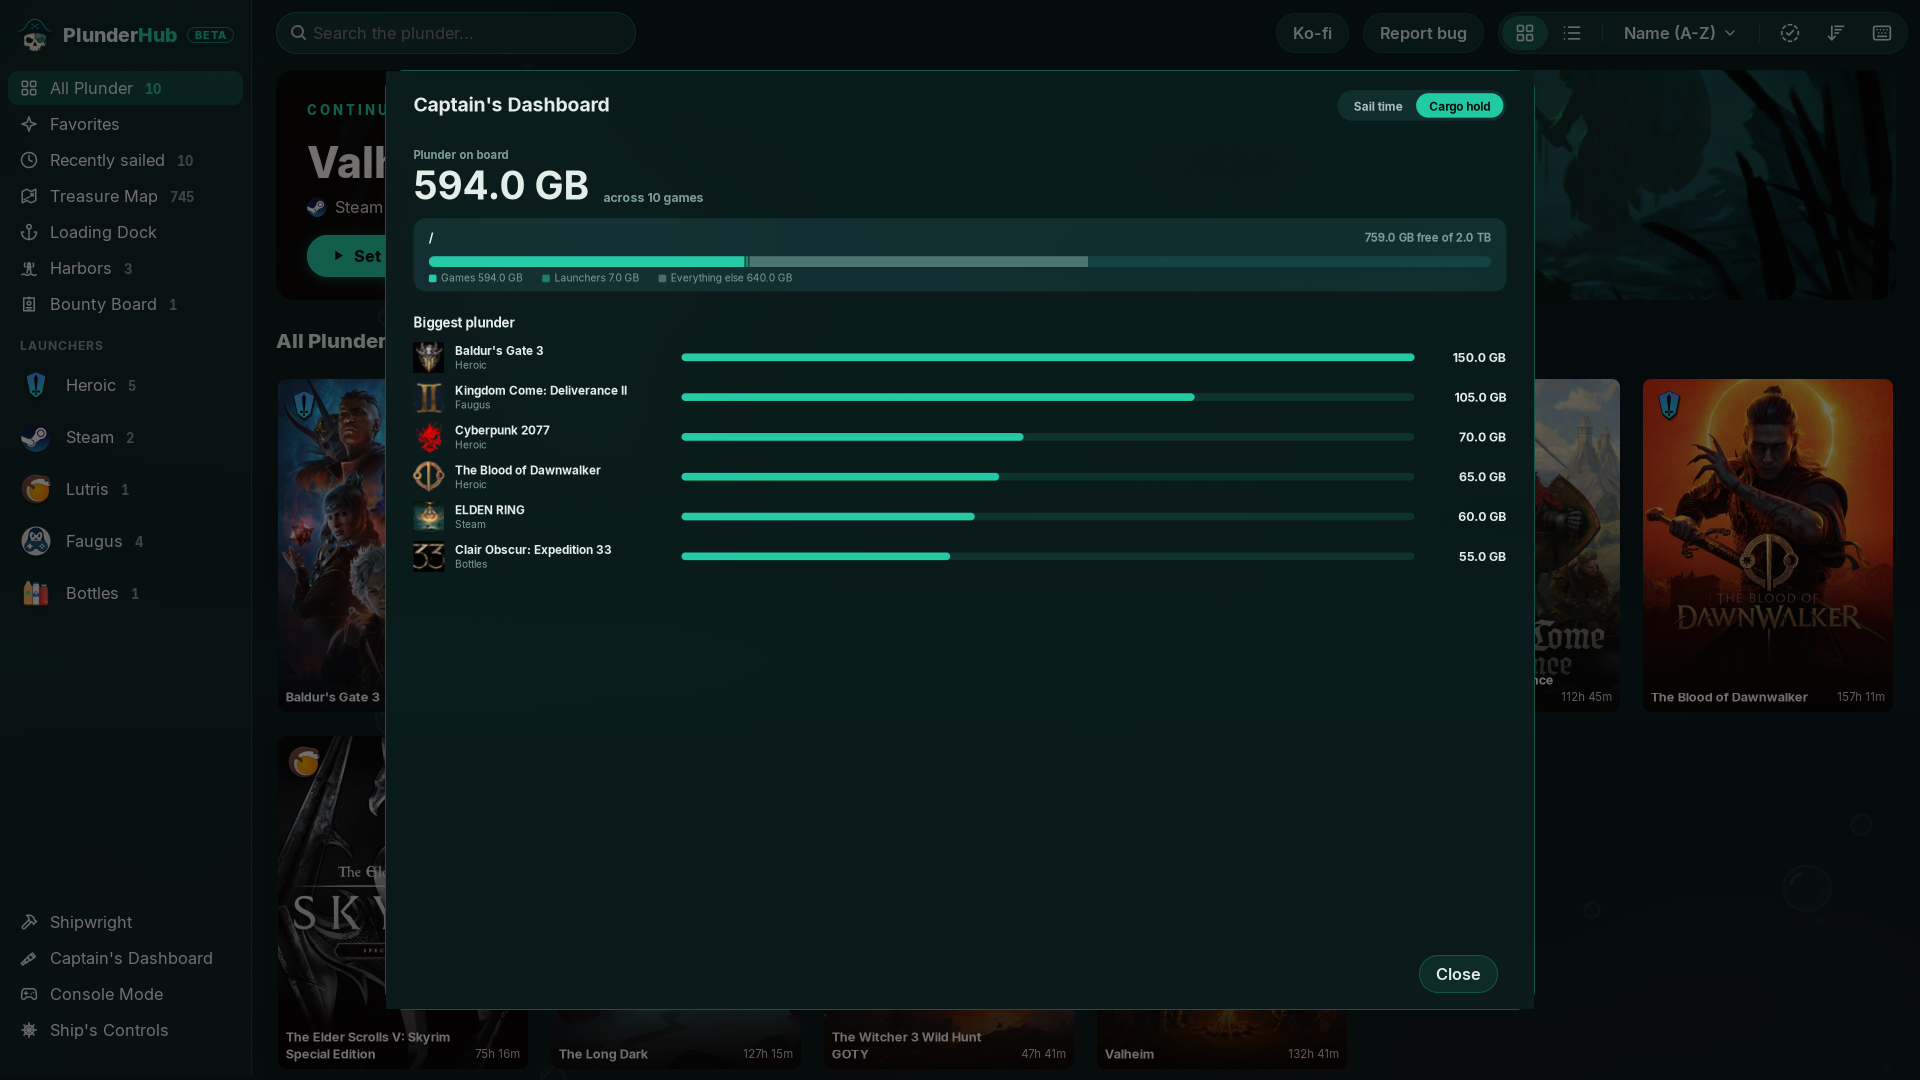 PlunderHub BETA
Search the plunder...
Ko-fi
Report bug
Name (A-Z)
All Plunder 10
Favorites
Recently sailed 10
Treasure Map 745
Loading Dock
Harbors 3
Bounty Board 1
LAUNCHERS
Heroic 5
Steam 2
Lutris 1
Faugus 4
Bottles 1
Shipwright
Captain's Dashboard
Console Mode
Ship's Controls
Steam
Set
All Plunder
Captain's Dashboard
Sail time
Cargo hold
Plunder on board
594.0 GB across 10 games
/
759.0 GB free of 2.0 TB
Games 594.0 GB
Launchers 7.0 GB
Everything else 640.0 GB
Biggest plunder
Baldur's Gate 3
Heroic
150.0 GB
Kingdom Come: Deliverance II
Faugus
105.0 GB
Cyberpunk 2077
Heroic
70.0 GB
The Blood of Dawnwalker
Heroic
65.0 GB
ELDEN RING
Steam
60.0 GB
33
Clair Obscur: Expedition 33
Bottles
55.0 GB
Close
Baldur's Gate 3
112h 45m
THE BLOOD OF
DAWNWALKER
The Blood of Dawnwalker 157h 11m
The Elder Scrolls V: Skyrim
Special Edition 75h 16m
The Long Dark 127h 15m
The Witcher 3 Wild Hunt
GOTY 47h 41m
Valheim 132h 41m